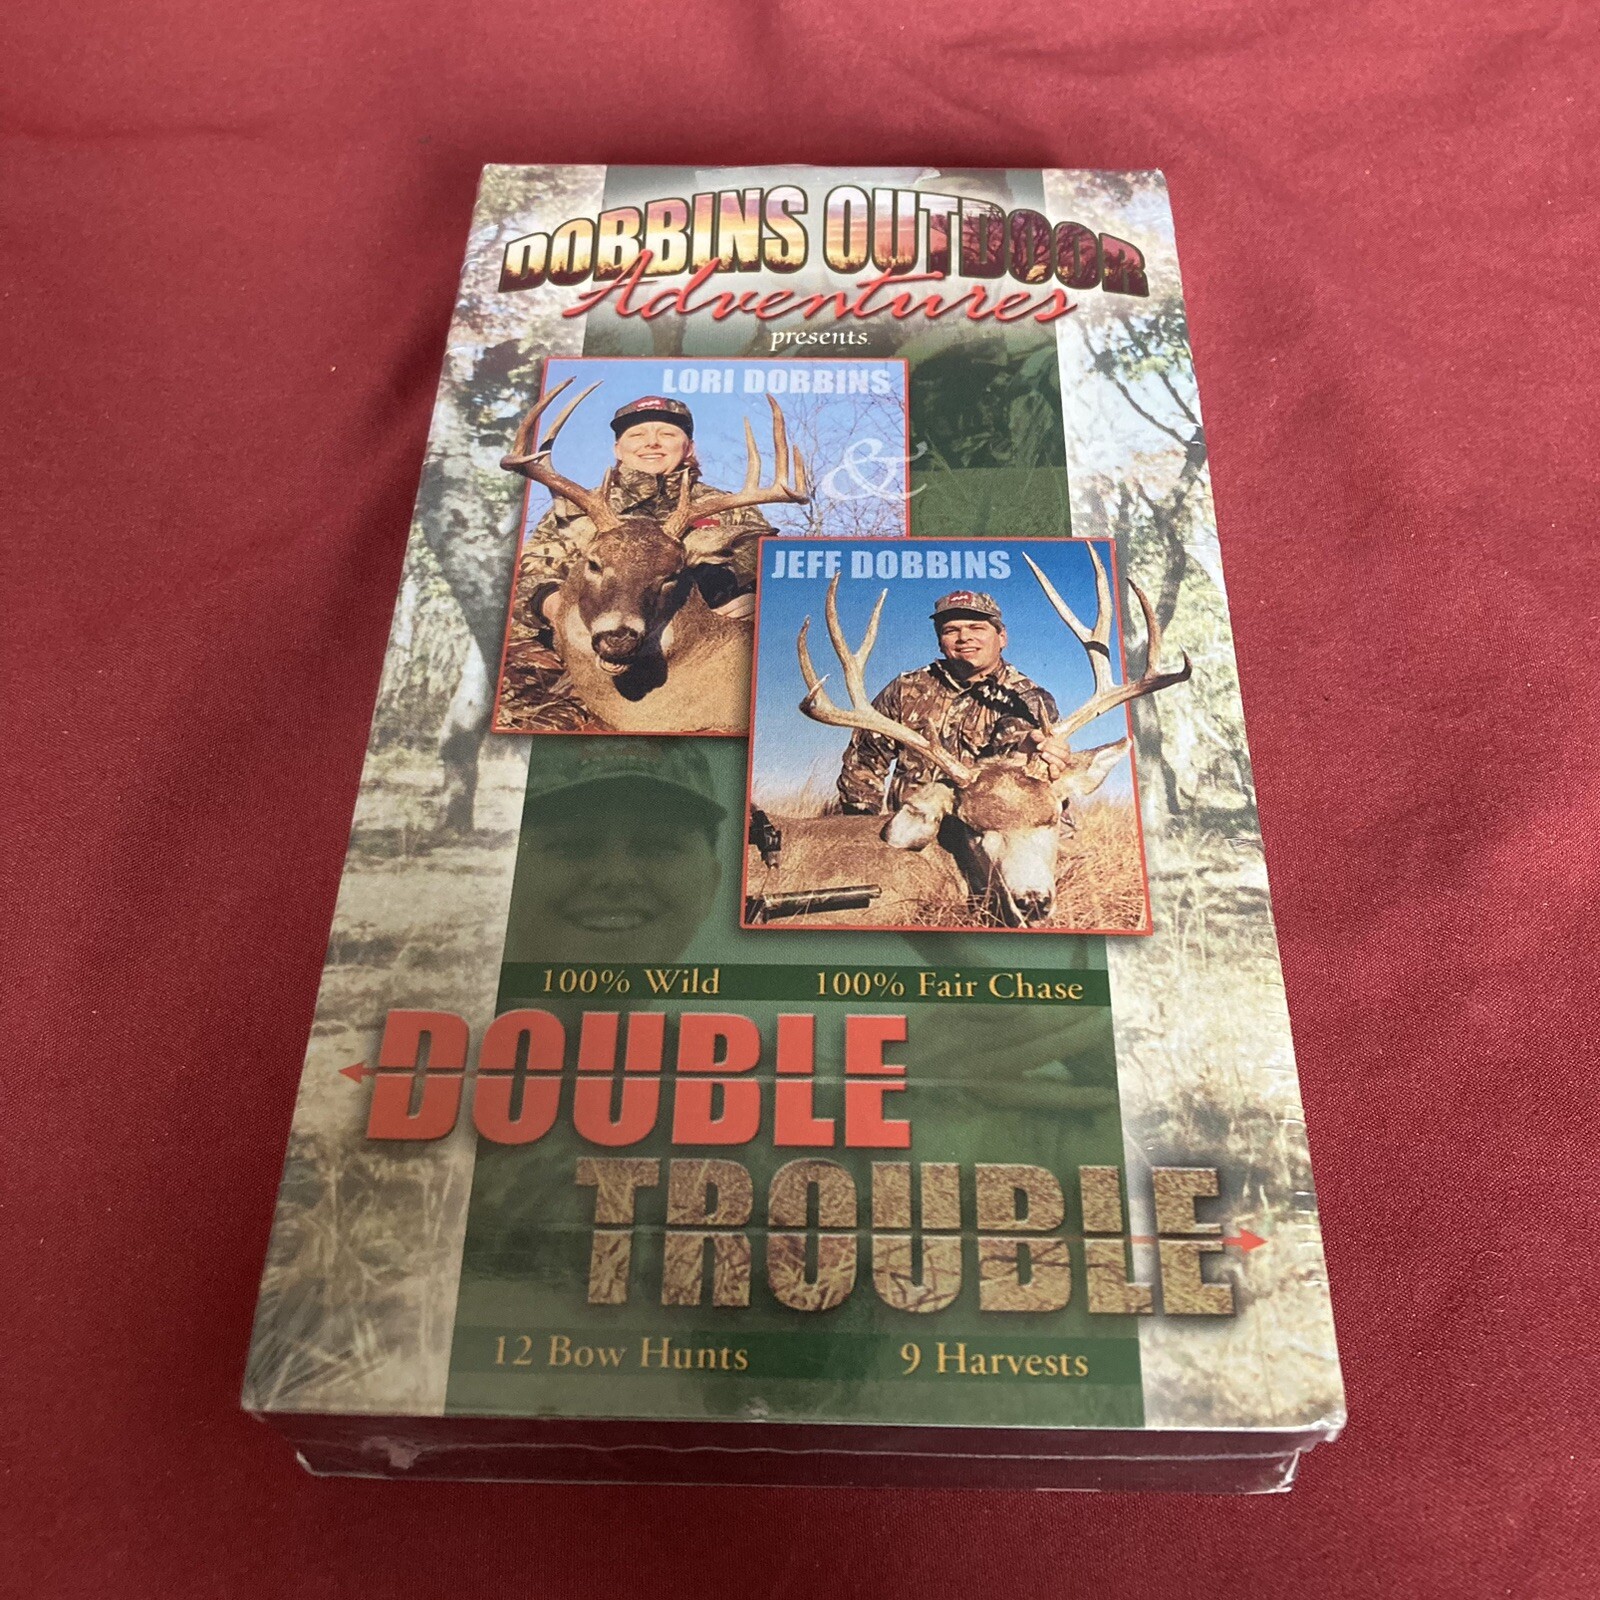 DOBBINS OUTDOOR
Adventures
presents
LORI DOBBINS
&
JEFF DOBBINS
100% Wild 100% Fair Chase
DOUBLE
TROUBLE
12 Bow Hunts 9 Harvests